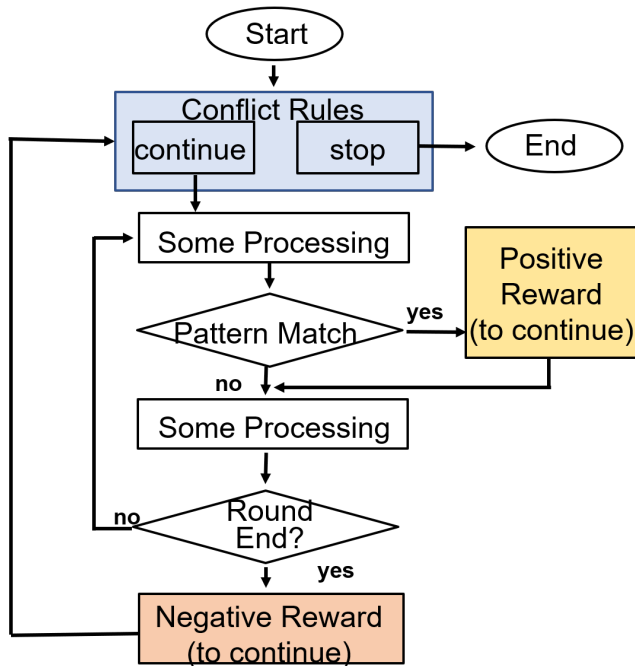 Start
Conflict Rules
continue
stop
End
Some Processing
Positive
Reward
(to continue)
Pattern Match
yes
no
Some Processing
Round
End?
no
yes
Negative Reward
(to continue)